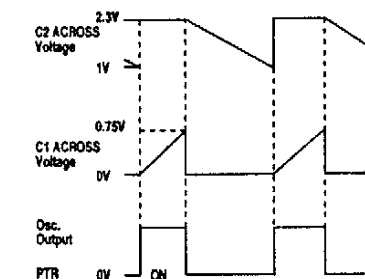 2.3V
C2 ACROSS
Voltage
1V
0.75V
C1 ACROSS
Voltage
0V
Osc.
Output
PTR 0V ON